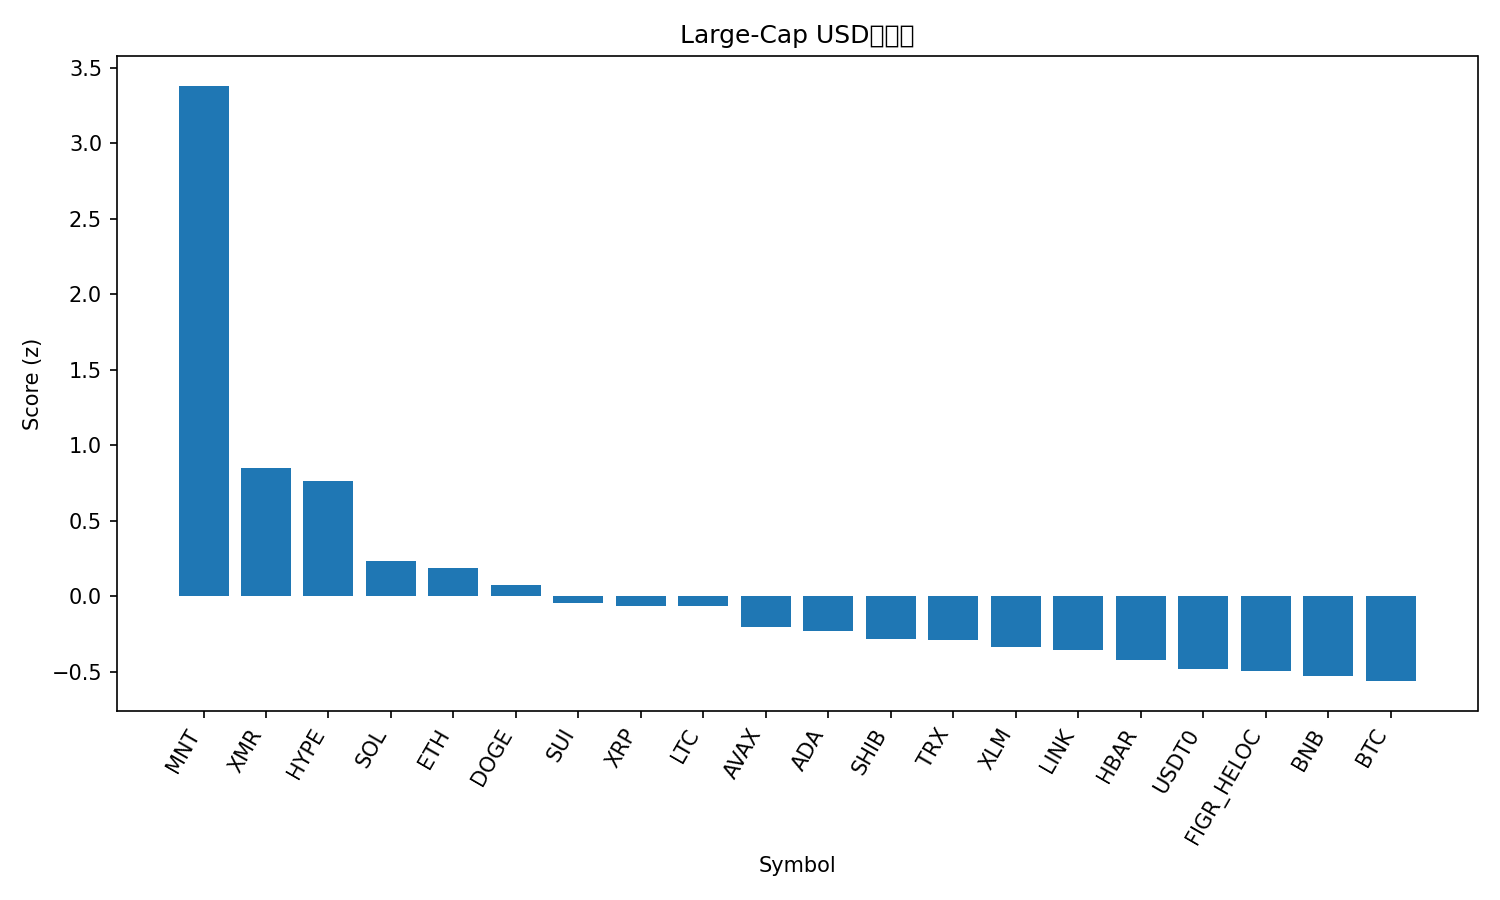 Large-Cap USD
Score (z)
3.5
3.0
2.5
2.0
1.5
1.0
0.5
0.0
−0.5
MNT
XMR
HYPE
SOL
ETH
DOGE
SUI
XRP
LTC
AVAX
ADA
SHIB
TRX
XLM
LINK
HBAR
USDT0
FIGR_HELOC
BNB
BTC
Symbol